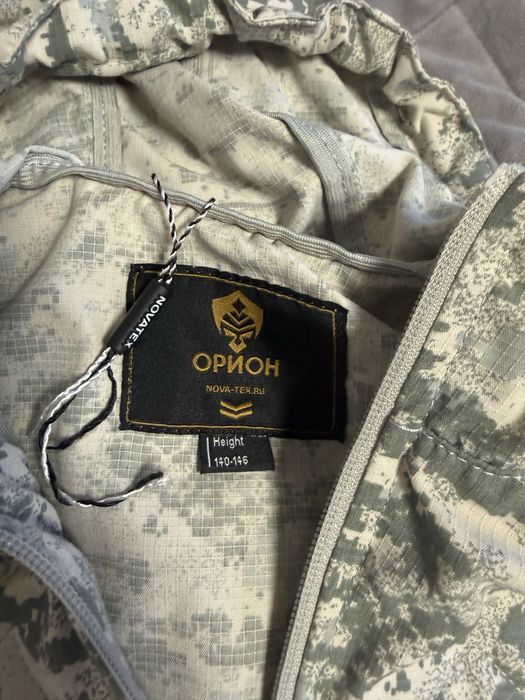 NOVATEX
ОРИОН
NOVA-TEX.RU
Height
140-146